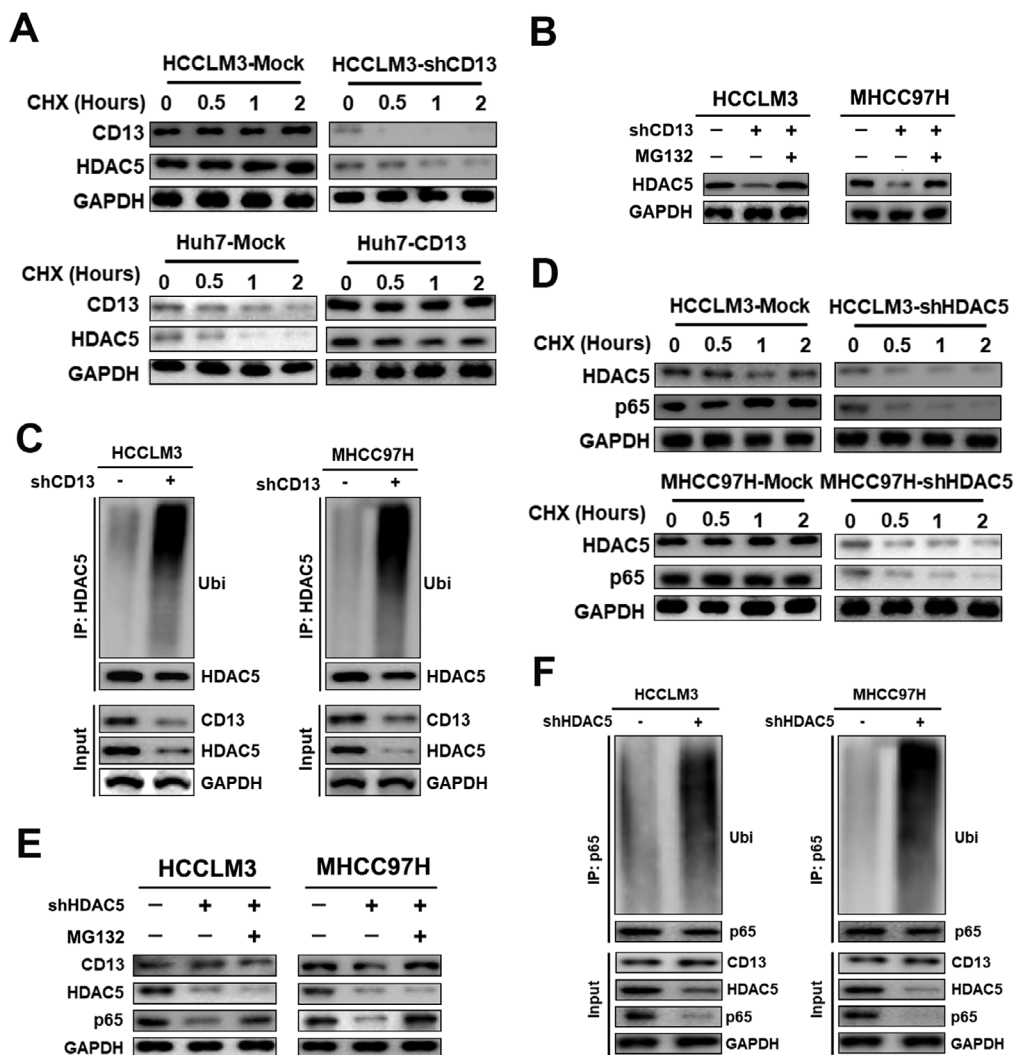 A
HCCLM3-Mock HCCLM3-shCD13
CHX (Hours) 0 0.5 1 2 0 0.5 1 2
CD13
HDAC5
GAPDH
Huh7-Mock Huh7-CD13
CHX (Hours) 0 0.5 1 2 0 0.5 1 2
CD13
HDAC5
GAPDH
B
HCCLM3 MHCC97H
shCD13 – + + – + +
MG132 – – + – – +
HDAC5
GAPDH
C
HCCLM3 MHCC97H
shCD13 - + shCD13 - +
IP: HDAC5 Ubi IP: HDAC5 Ubi
HDAC5 HDAC5
Input CD13 Input CD13
HDAC5 HDAC5
GAPDH GAPDH
D
HCCLM3-Mock HCCLM3-shHDAC5
CHX (Hours) 0 0.5 1 2 0 0.5 1 2
HDAC5
p65
GAPDH
MHCC97H-Mock MHCC97H-shHDAC5
CHX (Hours) 0 0.5 1 2 0 0.5 1 2
HDAC5
p65
GAPDH
E
HCCLM3 MHCC97H
shHDAC5 – + + – + +
MG132 – – + – – +
CD13
HDAC5
p65
GAPDH
F
HCCLM3 MHCC97H
shHDAC5 - + shHDAC5 - +
IP: p65 Ubi IP: p65 Ubi
p65 p65
Input CD13 Input CD13
HDAC5 HDAC5
p65 p65
GAPDH GAPDH